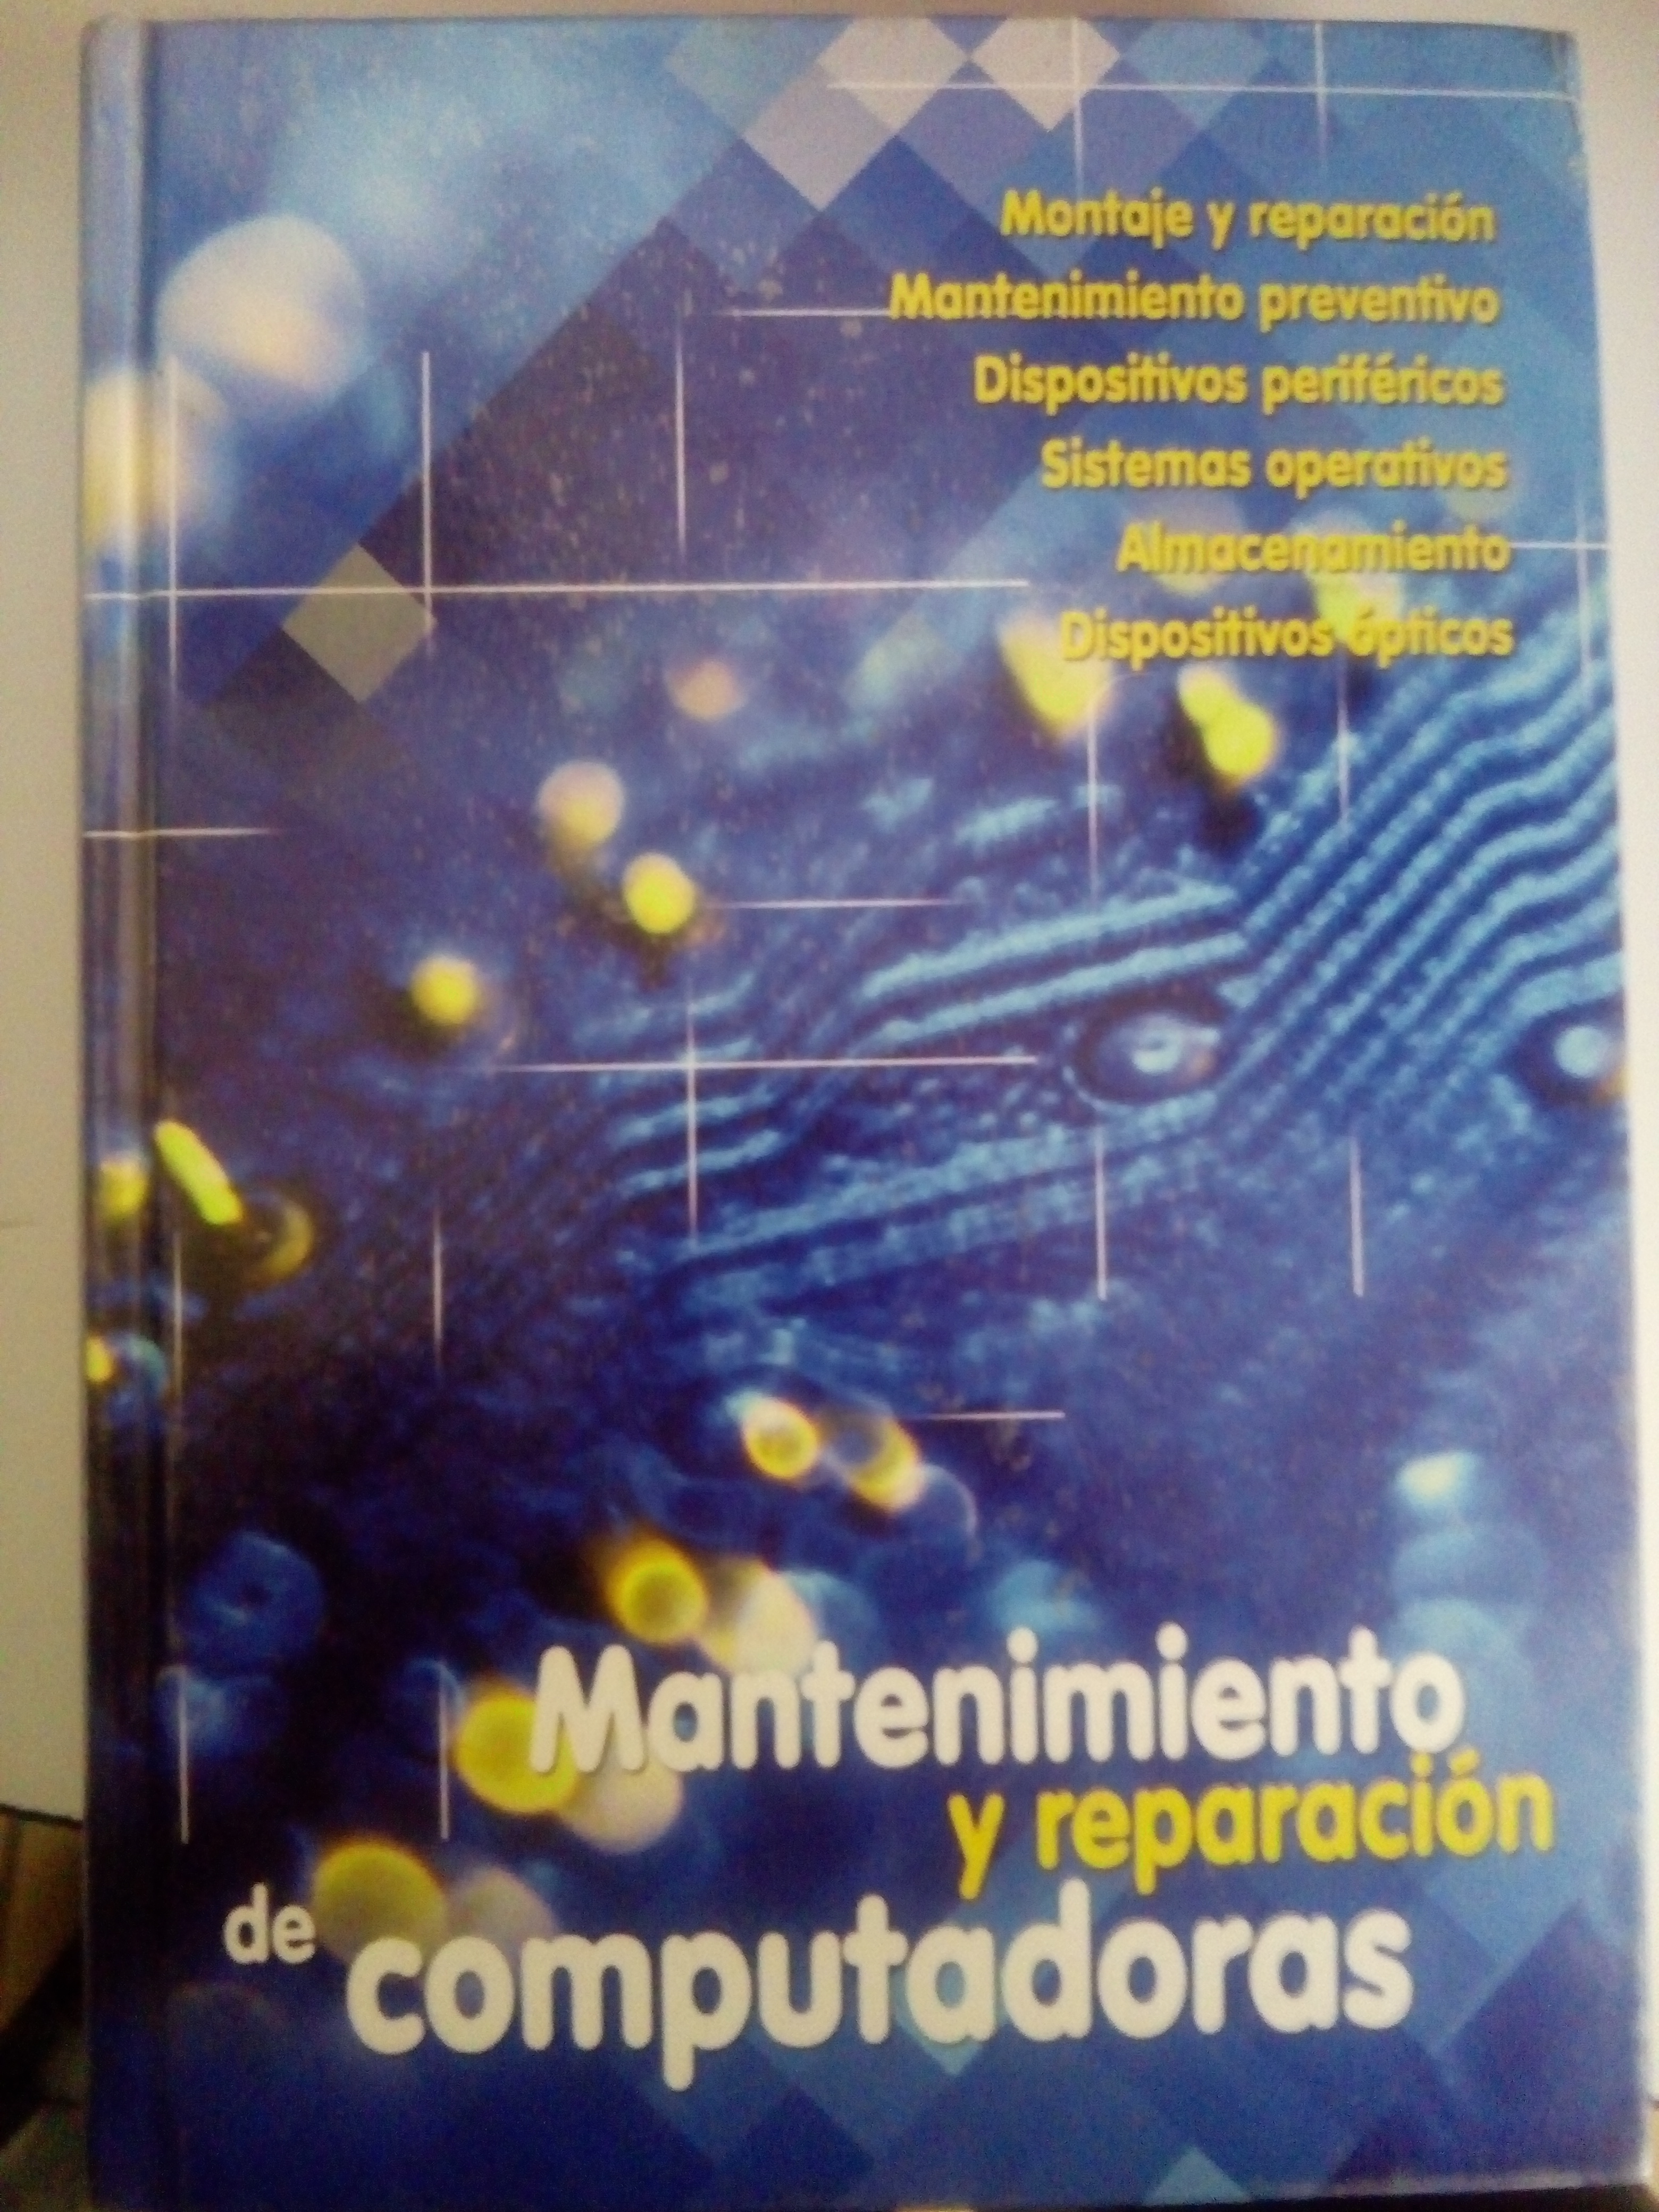 Montaje y reparación
Mantenimiento preventivo
Dispositivos periféricos
Sistemas operativos
Almacenamiento
Dispositivos ópticos
Mantenimiento
y reparación
de computadoras